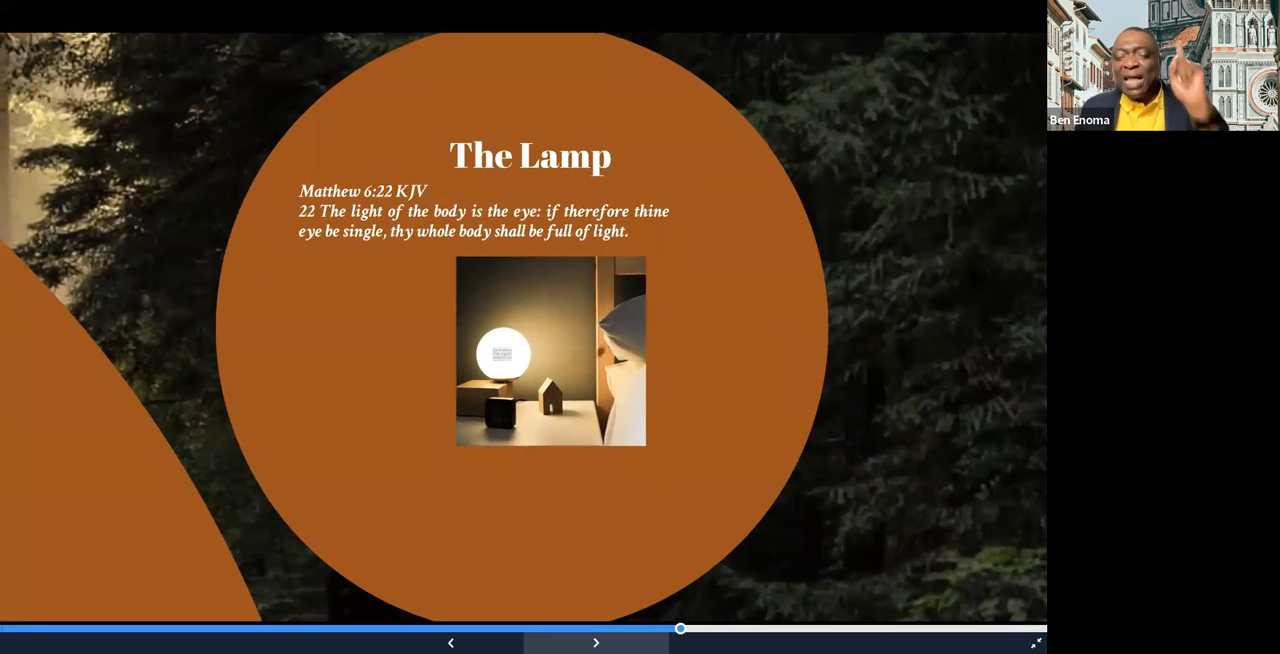 The Lamp
Matthew 6:22 KJV
22 The light of the body is the eye: if therefore thine
eye be single, thy whole body shall be full of light.
Ben Enoma